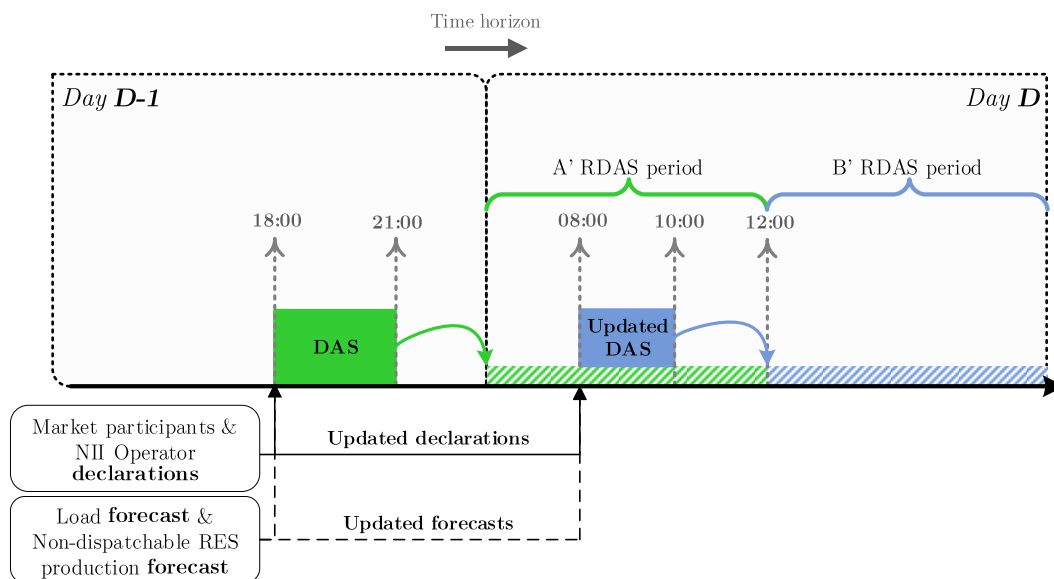 Time horizon
Day D-1
Day D
A' RDAS period
B' RDAS period
18:00
21:00
08:00
10:00
12:00
DAS
Updated
DAS
Market participants &
NII Operator
declarations
Updated declarations
Load forecast &
Non-dispatchable RES
production forecast
Updated forecasts